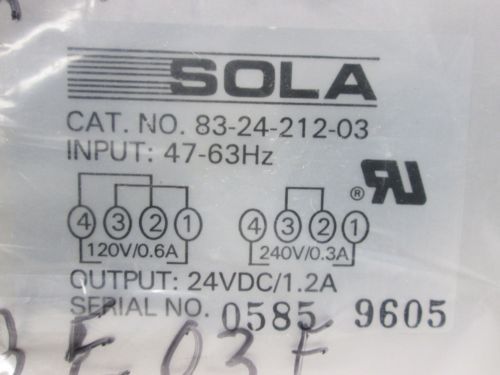 SOLA
CAT. NO. 83-24-212-03
INPUT: 47-63Hz
®
4 3 2 1 4 3 2 1
120V/0.6A 240V/0.3A
OUTPUT: 24VDC/1.2A
SERIAL NO. 0585 9605
E03F